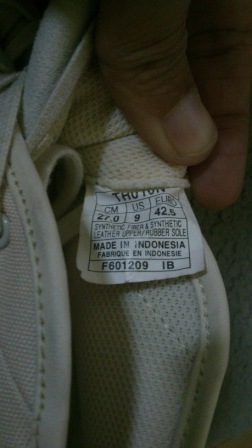 TRUTON
CM US EURO
27.0 9 42.5
SYNTHETIC FIBER & SYNTHETIC
LEATHER UPPER/RUBBER SOLE
MADE IN INDONESIA
FABRIQUE EN INDONESIE
F601209 IB